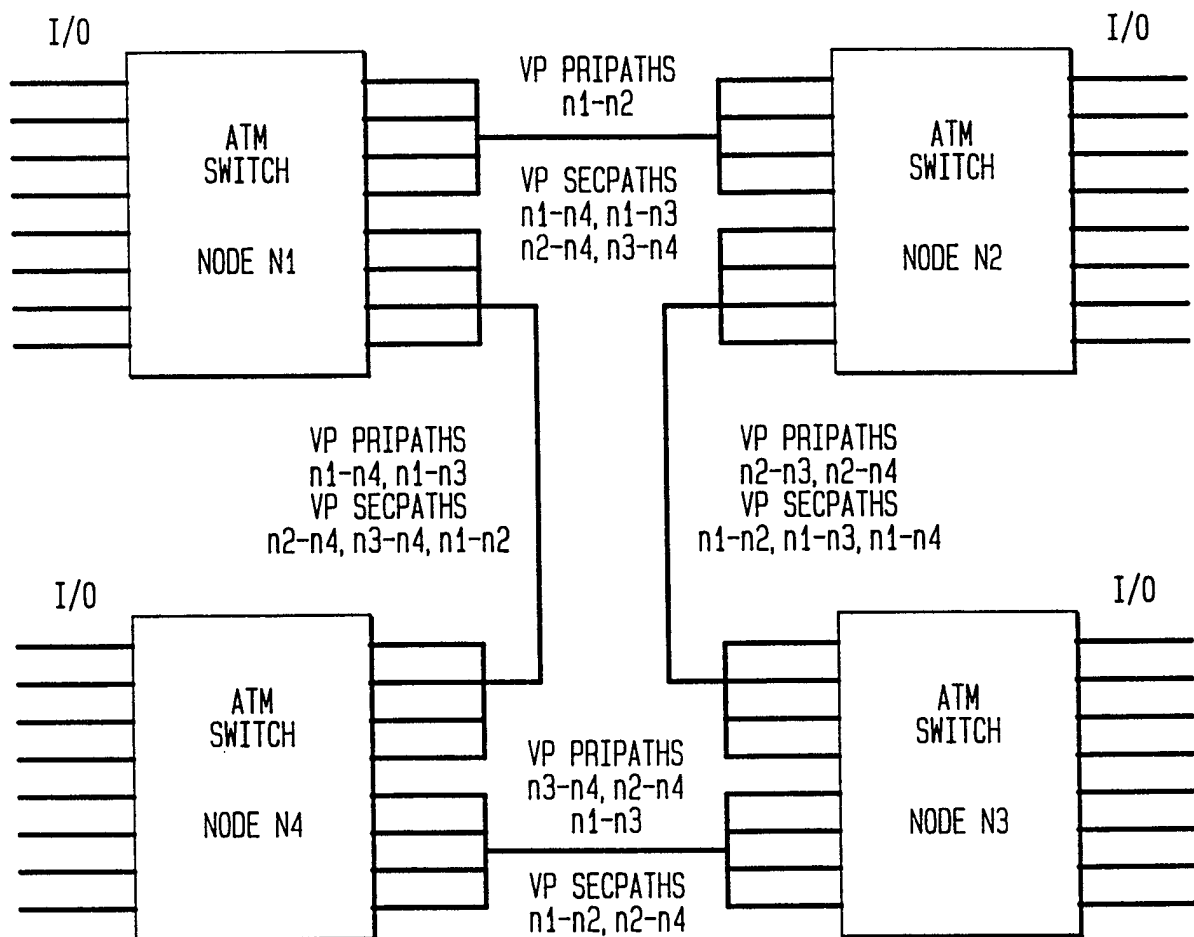 I/O
I/O
ATM
SWITCH
NODE N1
VP PRIPATHS
n1-n2
VP SECPATHS
n1-n4, n1-n3
n2-n4, n3-n4
ATM
SWITCH
NODE N2
VP PRIPATHS
n1-n4, n1-n3
VP SECPATHS
n2-n4, n3-n4, n1-n2
VP PRIPATHS
n2-n3, n2-n4
VP SECPATHS
n1-n2, n1-n3, n1-n4
I/O
I/O
ATM
SWITCH
NODE N4
VP PRIPATHS
n3-n4, n2-n4
n1-n3
VP SECPATHS
n1-n2, n2-n4
ATM
SWITCH
NODE N3